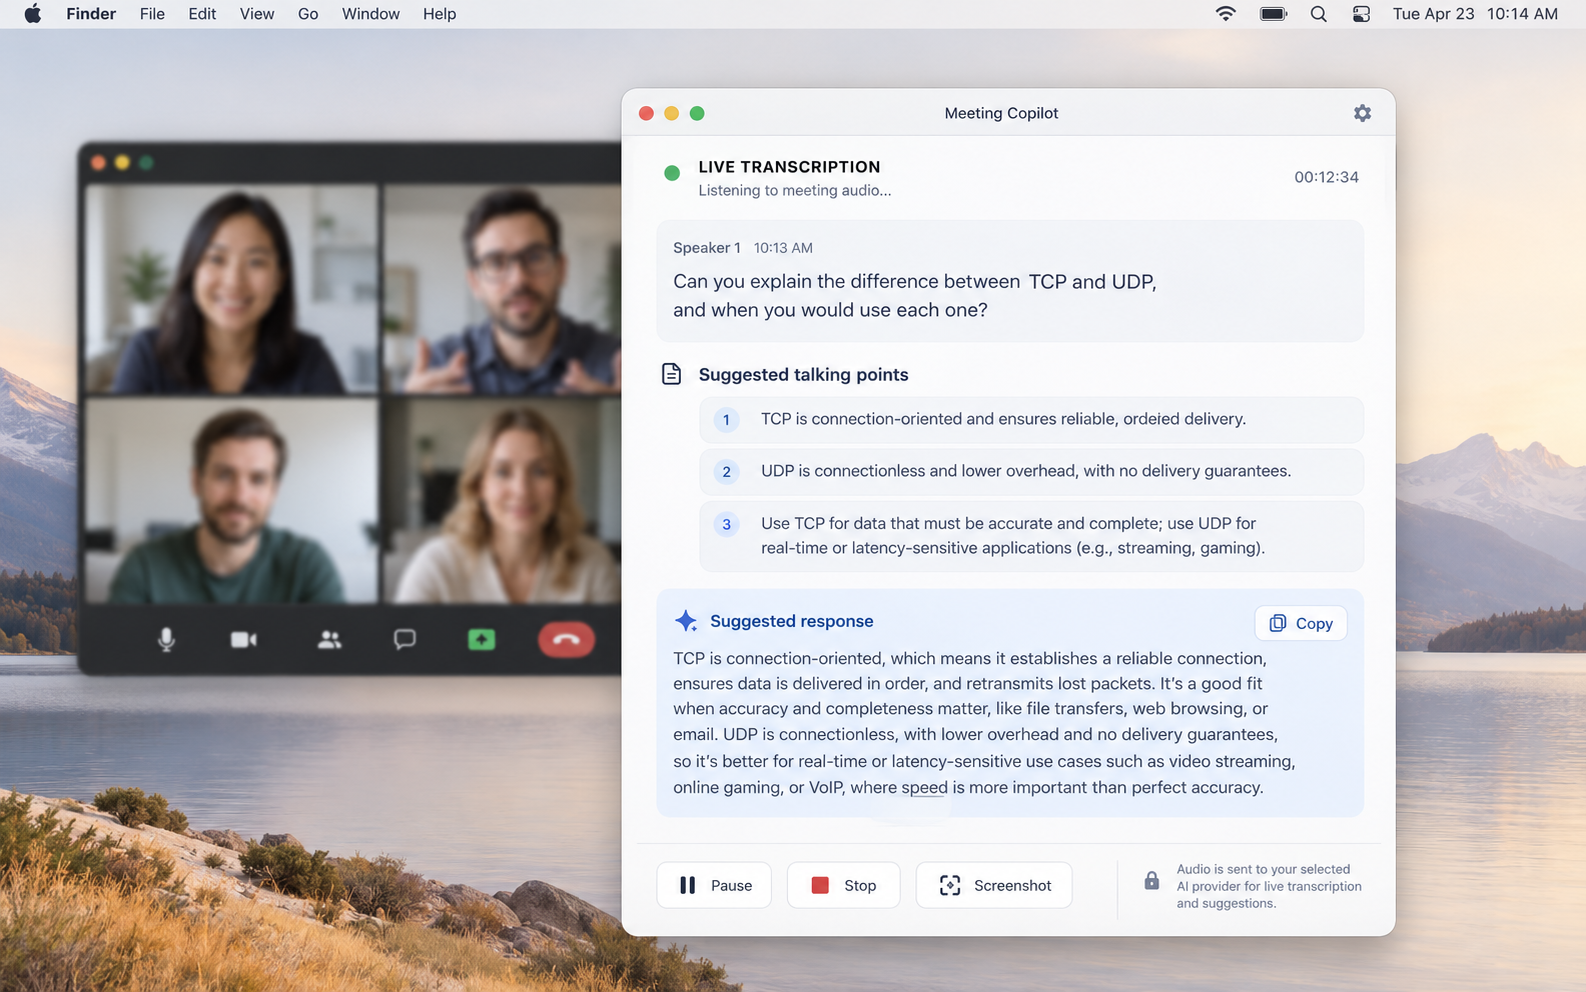 Finder File Edit View Go Window Help Tue Apr 23 10:14 AM
Meeting Copilot
LIVE TRANSCRIPTION
Listening to meeting audio...
00:12:34
Speaker 1 10:13 AM
Can you explain the difference between TCP and UDP,
and when you would use each one?
Suggested talking points
1 TCP is connection-oriented and ensures reliable, ordeied delivery.
2 UDP is connectionless and lower overhead, with no delivery guarantees.
3 Use TCP for data that must be accurate and complete; use UDP for
real-time or latency-sensitive applications (e.g., streaming, gaming).
Suggested response
Copy
TCP is connection-oriented, which means it establishes a reliable connection,
ensures data is delivered in order, and retransmits lost packets. It's a good fit
when accuracy and completeness matter, like file transfers, web browsing, or
email. UDP is connectionless, with lower overhead and no delivery guarantees,
so it's better for real-time or latency-sensitive use cases such as video streaming,
online gaming, or VoIP, where speed is more important than perfect accuracy.
Pause Stop Screenshot
Audio is sent to your selected
AI provider for live transcription
and suggestions.